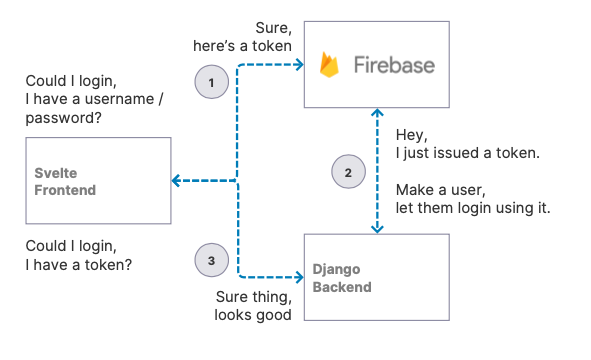 Sure,
here's a token
Firebase
1
Could I login,
I have a username /
password?
Hey,
I just issued a token.
Svelte
Frontend
2
Make a user,
let them login using it.
Could I login,
I have a token?
3
Django
Backend
Sure thing,
looks good